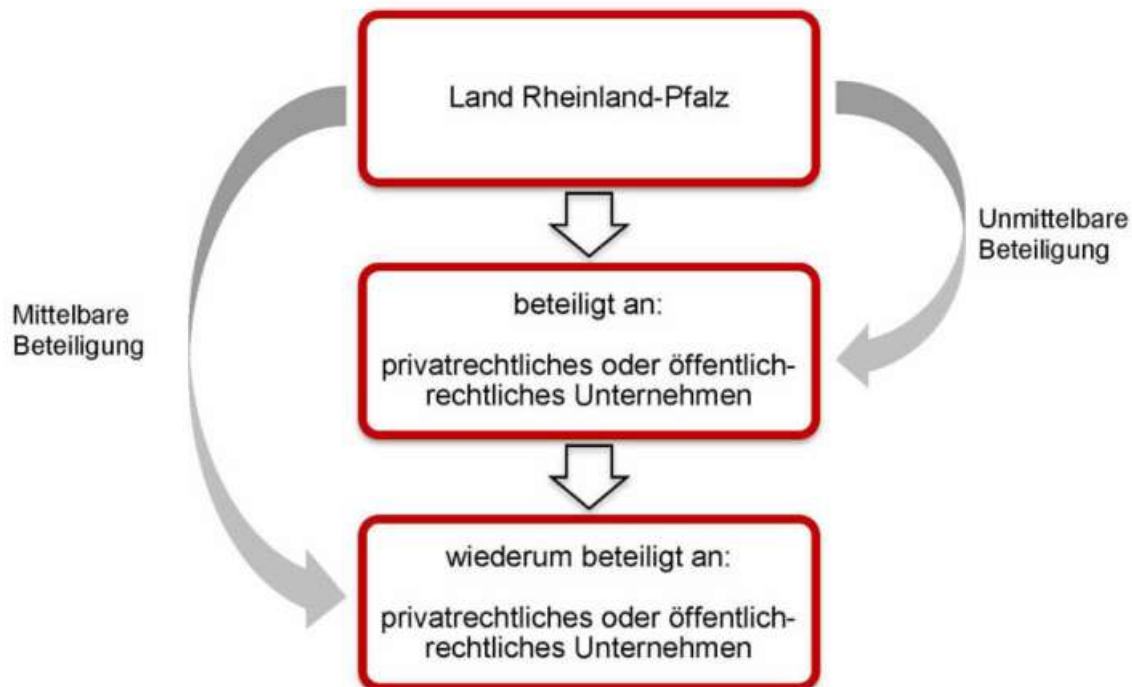 Land Rheinland-Pfalz
Unmittelbare
Beteiligung
beteiligt an:
privatrechtliches oder öffentlich-
rechtliches Unternehmen
Mittelbare
Beteiligung
wiederum beteiligt an:
privatrechtliches oder öffentlich-
rechtliches Unternehmen